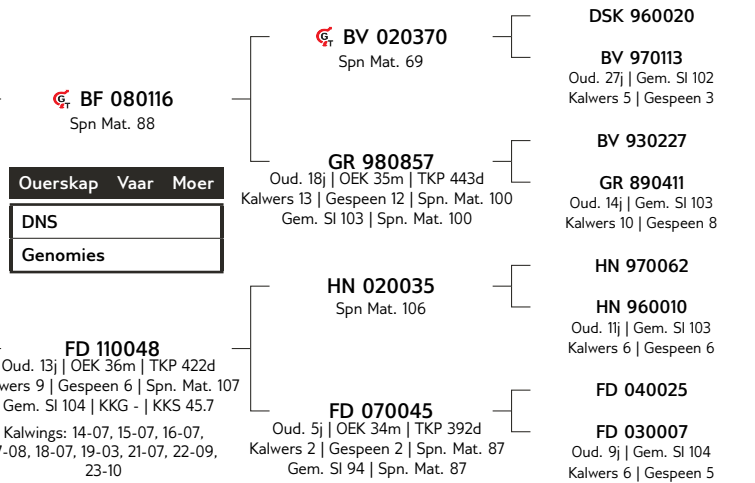 DSK 960020
BV 020370
Spn Mat. 69
BV 970113
Oud. 27j | Gem. SI 102
Kalwers 5 | Gespeen 3
BF 080116
Spn Mat. 88
BV 930227
GR 980857
Oud. 18j | OEK 35m | TKP 443d
Kalwers 13 | Gespeen 12 | Spn. Mat. 100
Gem. SI 103 | Spn. Mat. 100
GR 890411
Oud. 14j | Gem. SI 103
Kalwers 10 | Gespeen 8
Ouerskap Vaar Moer
DNS
Genomies
HN 970062
HN 020035
Spn Mat. 106
HN 960010
Oud. 11j | Gem. SI 103
Kalwers 6 | Gespeen 6
FD 110048
Oud. 13j | OEK 36m | TKP 422d
wers 9 | Gespeen 6 | Spn. Mat. 107
Gem. SI 104 | KKG - | KKS 45.7
Kalwings: 14-07, 15-07, 16-07,
-08, 18-07, 19-03, 21-07, 22-09,
23-10
FD 040025
FD 070045
Oud. 5j | OEK 34m | TKP 392d
Kalwers 2 | Gespeen 2 | Spn. Mat. 87
Gem. SI 94 | Spn. Mat. 87
FD 030007
Oud. 9j | Gem. SI 104
Kalwers 6 | Gespeen 5